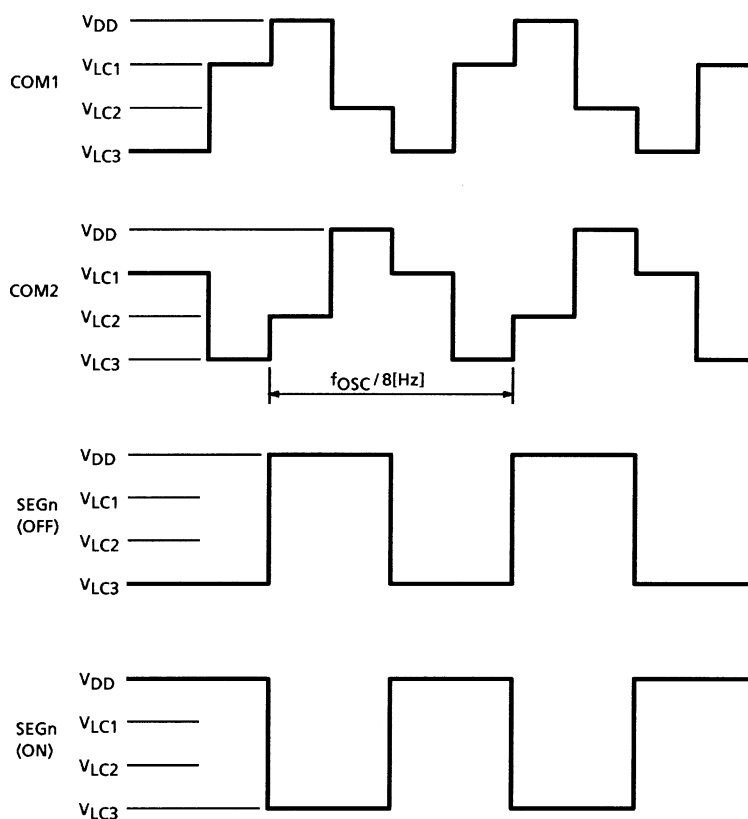 VDD
COM1
VLC1
VLC2
VLC3
VDD
COM2
VLC1
VLC2
VLC3
fOSC/8[Hz]
VDD
SEGn
(OFF)
VLC1
VLC2
VLC3
VDD
SEGn
(ON)
VLC1
VLC2
VLC3